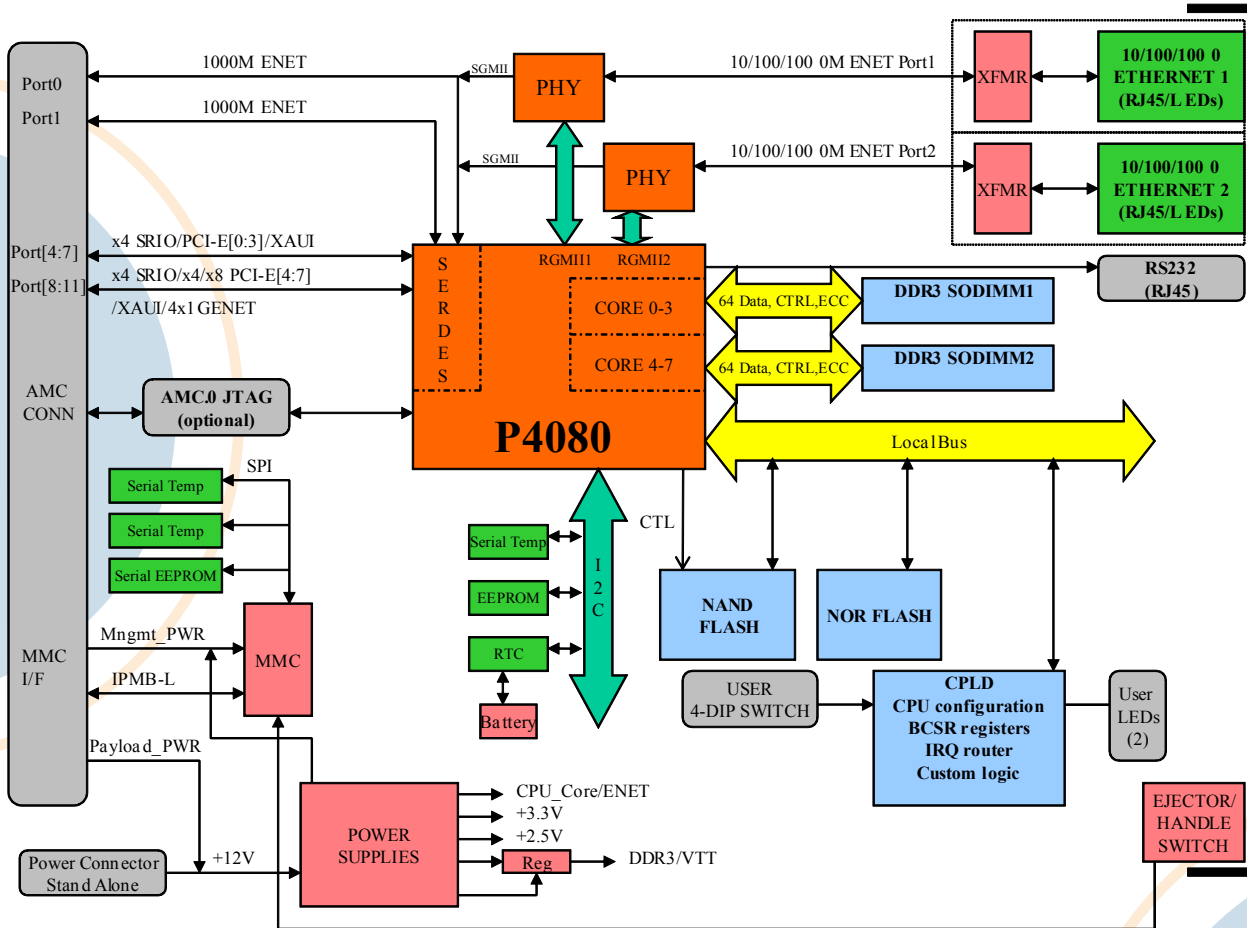 Port0
1000M ENET
SGMII
PHY
10/100/100 0M ENET Port1
XFMR
10/100/100 0
ETHERNET 1
(RJ45/LEDs)
Port1
1000M ENET
SGMII
PHY
10/100/100 0M ENET Port2
XFMR
10/100/100 0
ETHERNET 2
(RJ45/LEDs)
Port[4:7]
x4 SRIO/PCI-E[0:3]/XAUI
Port[8:11]
x4 SRIO/x4/x8 PCI-E[4:7]
/XAUI/4x1 GENET
SERDES
RGMII1
RGMII2
CORE 0-3
CORE 4-7
P4080
RS232
(RJ45)
64 Data, CTRL,ECC
DDR3 SODIMM1
64 Data, CTRL,ECC
DDR3 SODIMM2
LocalBus
AMC
CONN
AMC.0 JTAG
(optional)
SPI
Serial Temp
Serial Temp
Serial EEPROM
Serial Temp
EEPROM
RTC
Battery
I2C
CTL
NAND
FLASH
NOR FLASH
MMC
I/F
Mngmt_PWR
IPMB-L
MMC
Payload_PWR
USER
4-DIP SWITCH
CPLD
CPU configuration
BCSR registers
IRQ router
Custom logic
User
LEDs
(2)
Power Connector
Stand Alone
+12V
POWER
SUPPLIES
CPU_Core/ENET
+3.3V
+2.5V
Reg
DDR3/VTT
EJECTOR/
HANDLE
SWITCH